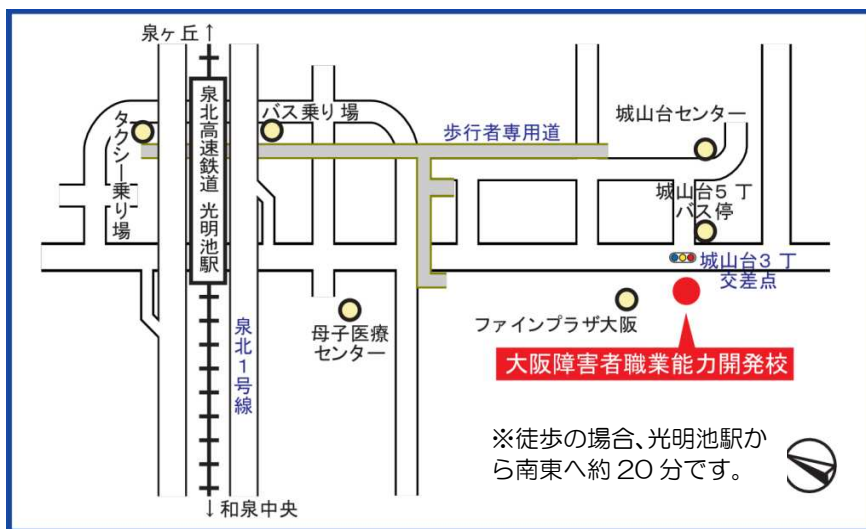 泉ヶ丘↑
バス乗り場
歩行者専用道
城山台センター
タクシー乗り場
泉北高速鉄道 光明池駅
城山台5丁
バス停
城山台3丁
交差点
母子医療
センター
ファインプラザ大阪
泉北1号線
大阪障害者職業能力開発校
※徒歩の場合、光明池駅か
ら南東へ約20分です。
↓和泉中央